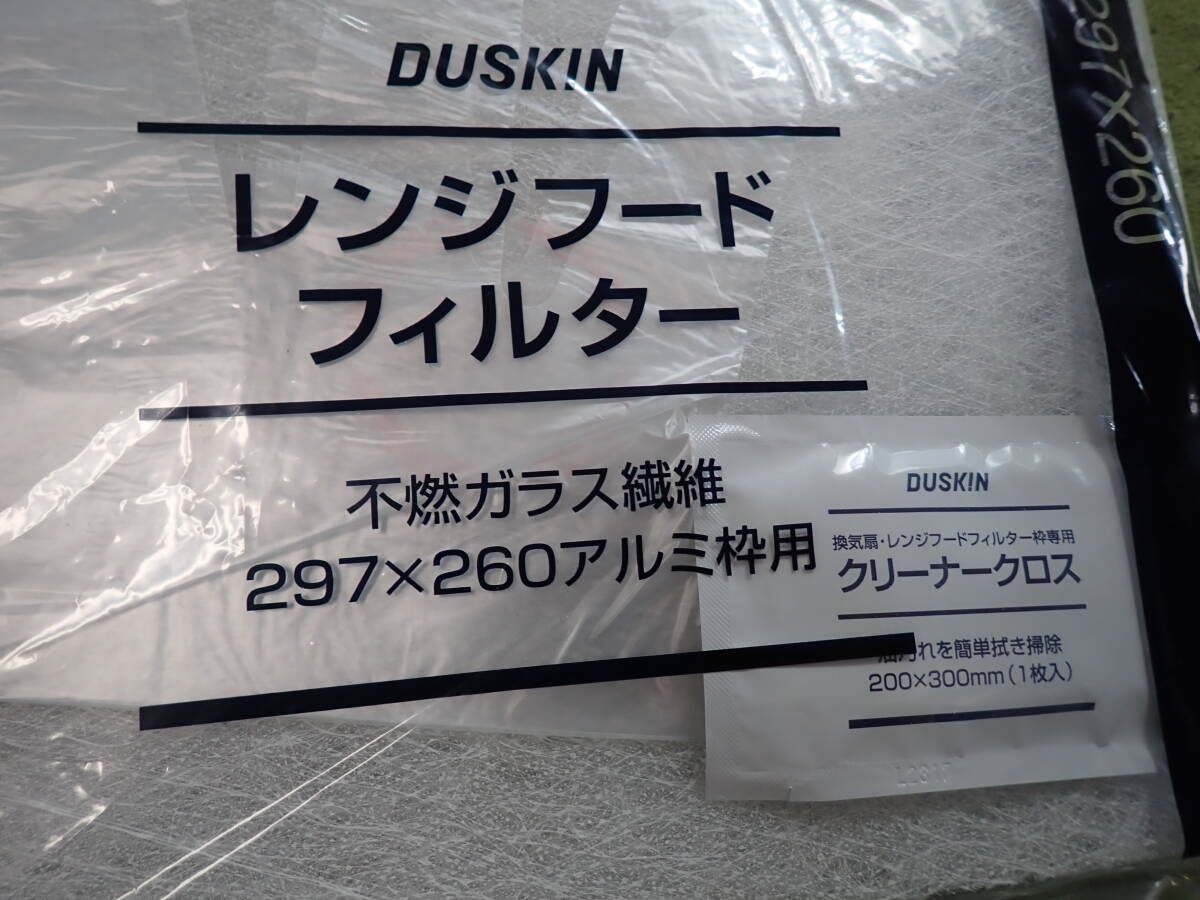 DUSKIN
レンジフード
フィルター
不燃ガラス繊維
297×260アルミ枠用
297×260
DUSKIN
換気扇・レンジフードフィルター枠専用
クリーナークロス
油汚れを簡単拭き掃除
200×300mm(1枚入)